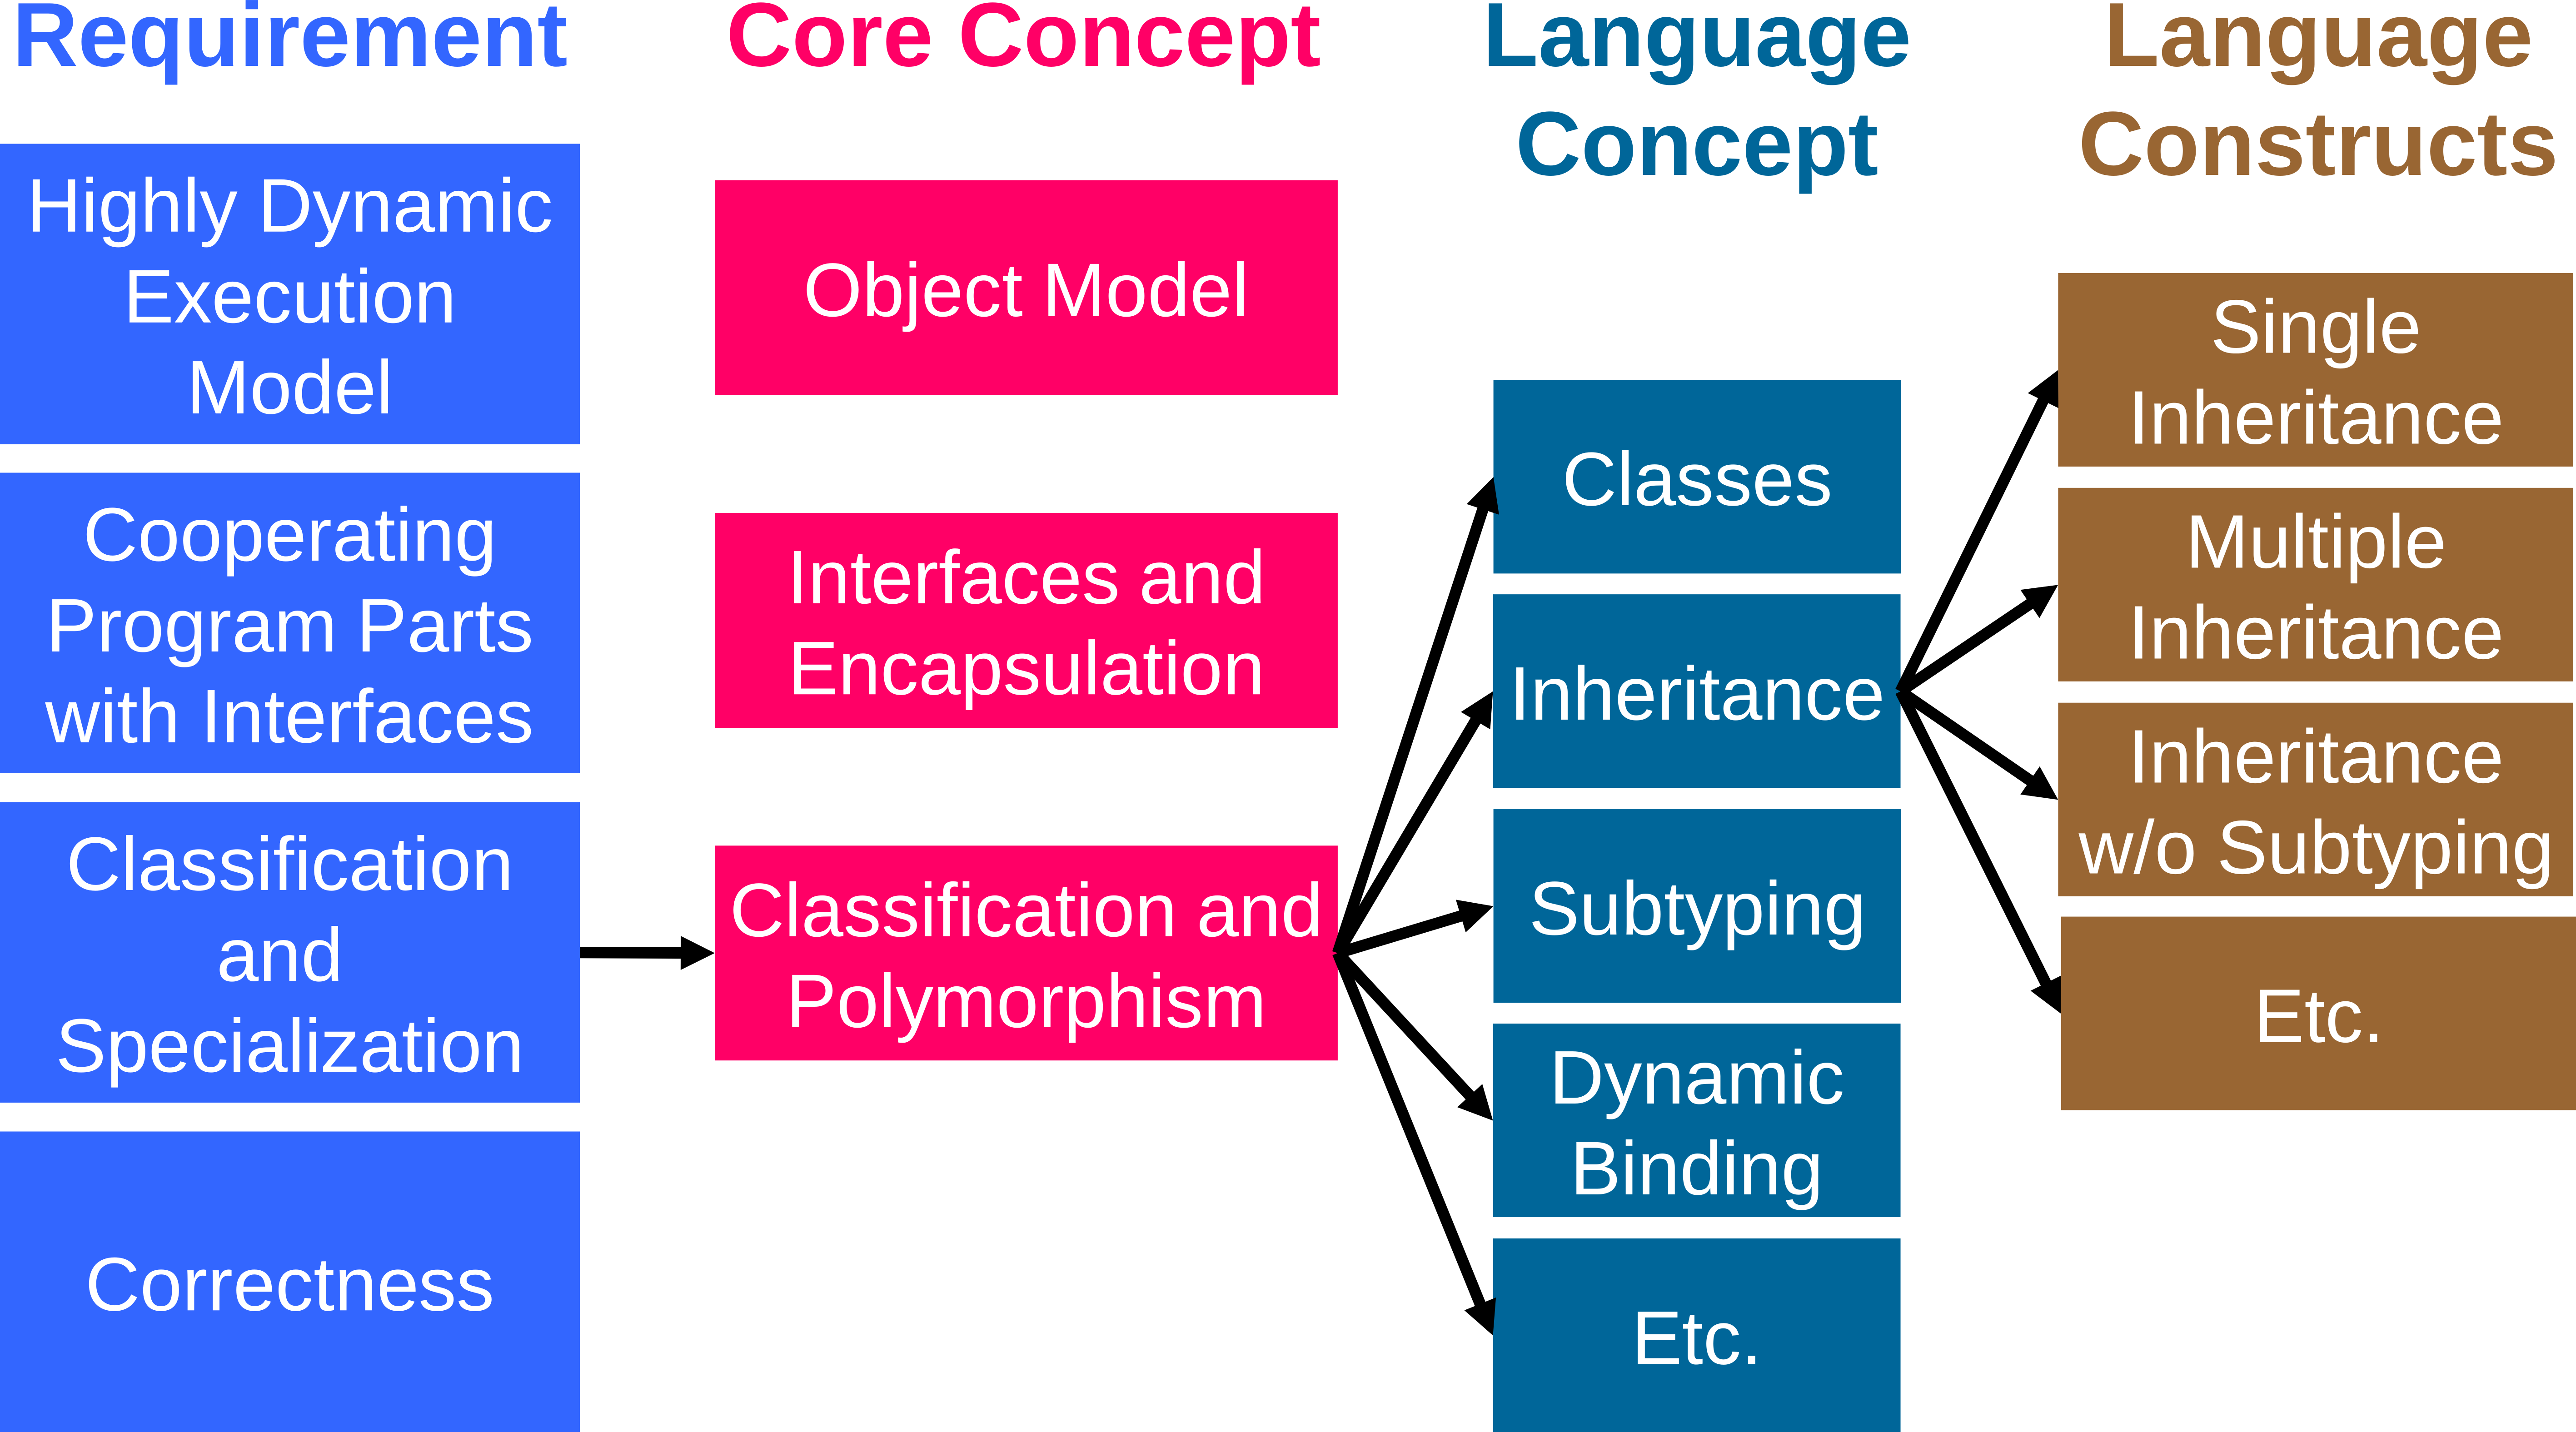 Requirement
Highly Dynamic
Execution
Model
Cooperating
Program Parts
with Interfaces
Classification
and
Specialization
Correctness
Core Concept
Object Model
Interfaces and
Encapsulation
Classification and
Polymorphism
Language
Concept
Classes
Inheritance
Subtyping
Dynamic
Binding
Etc.
Language
Constructs
Single
Inheritance
Multiple
Inheritance
Inheritance
w/o Subtyping
Etc.